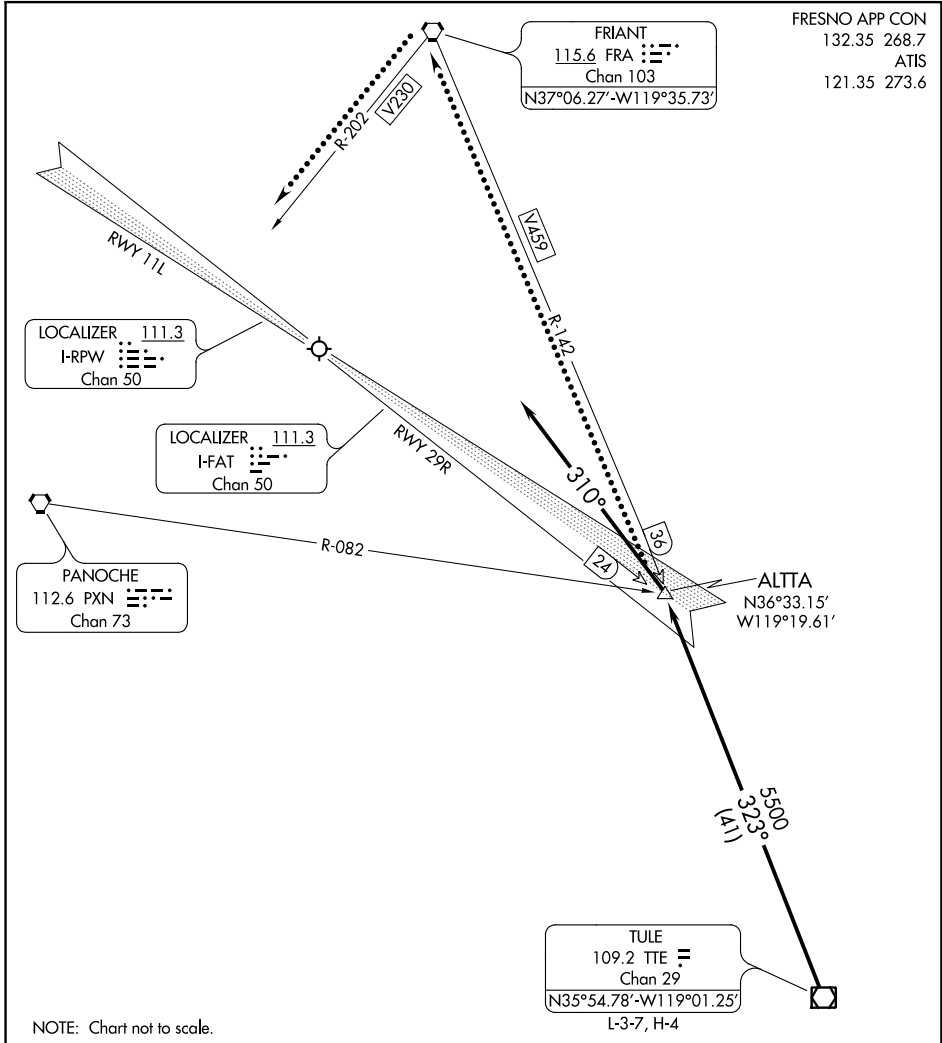 FRESNO APP CON
132.35 268.7
ATIS
121.35 273.6
FRIANT
115.6 FRA
Chan 103
N37°06.27'-W119°35.73'
R-202
V230
V459
R-142
RWY 11L
LOCALIZER 111.3
I-RPW
Chan 50
LOCALIZER 111.3
I-FAT
Chan 50
RWY 29R
310°
36
24
R-082
PANOCHE
112.6 PXN
Chan 73
ALTTA
N36°33.15'
W119°19.61'
5500
323°
(41)
TULE
109.2 TTE
Chan 29
N35°54.78'-W119°01.25'
L-3-7, H-4
NOTE: Chart not to scale.